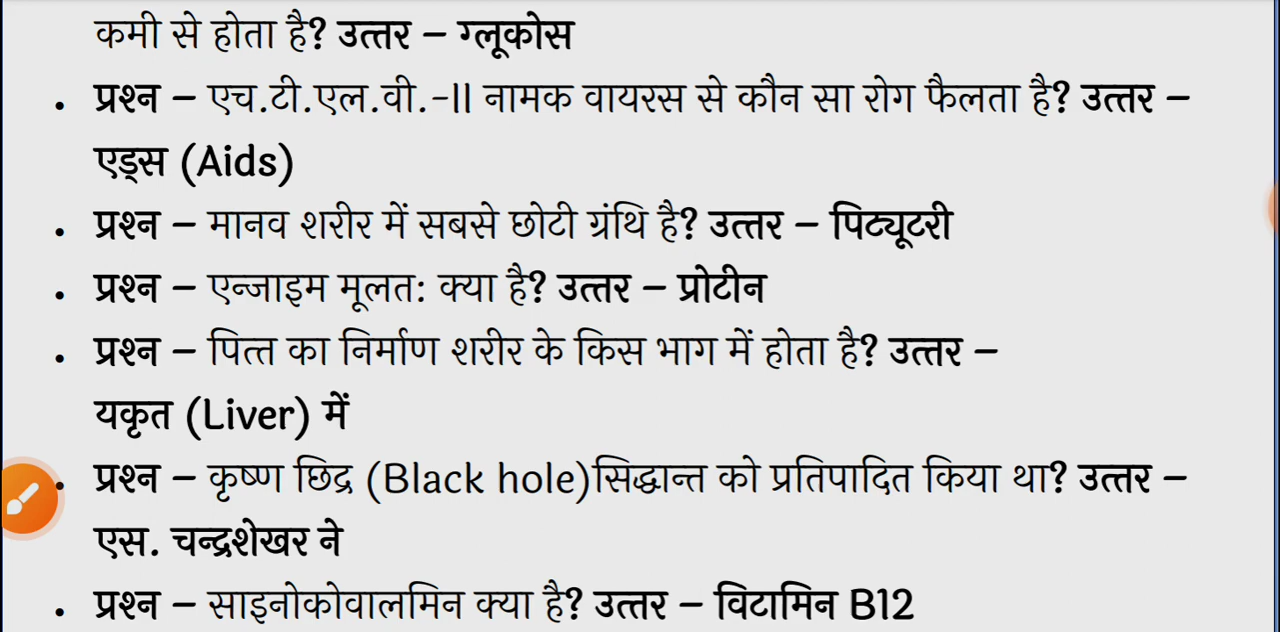 कमी से होता है? उत्तर – ग्लूकोस
• प्रश्न – एच.टी.एल.वी.-II नामक वायरस से कौन सा रोग फैलता है? उत्तर –
एड्स (Aids)
• प्रश्न – मानव शरीर में सबसे छोटी ग्रंथि है? उत्तर – पिट्यूटरी
• प्रश्न – एन्जाइम मूलत: क्या है? उत्तर – प्रोटीन
• प्रश्न – पित्त का निर्माण शरीर के किस भाग में होता है? उत्तर –
यकृत (Liver) में
• प्रश्न – कृष्ण छिद्र (Black hole)सिद्धान्त को प्रतिपादित किया था? उत्तर –
एस. चन्द्रशेखर ने
• प्रश्न – साइनोकोवालमिन क्या है? उत्तर – विटामिन B12